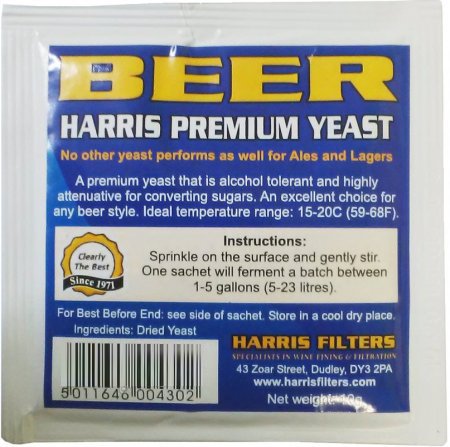 BEER
HARRIS PREMIUM YEAST
No other yeast performs as well for Ales and Lagers
A premium yeast that is alcohol tolerant and highly
attenuative for converting sugars. An excellent choice for
any beer style. Ideal temperature range: 15-20C (59-68F).
Clearly
The Best
Since 1971
Instructions:
Sprinkle on the surface and gently stir.
One sachet will ferment a batch between
1-5 gallons (5-23 litres).
For Best Before End: see side of sachet. Store in a cool dry place.
Ingredients: Dried Yeast
5 011646 004302
HARRIS FILTERS
SPECIALISTS IN WINE FINING & FILTRATION
43 Zoar Street, Dudley, DY3 2PA
www.harrisfilters.com
Net weight: 10g